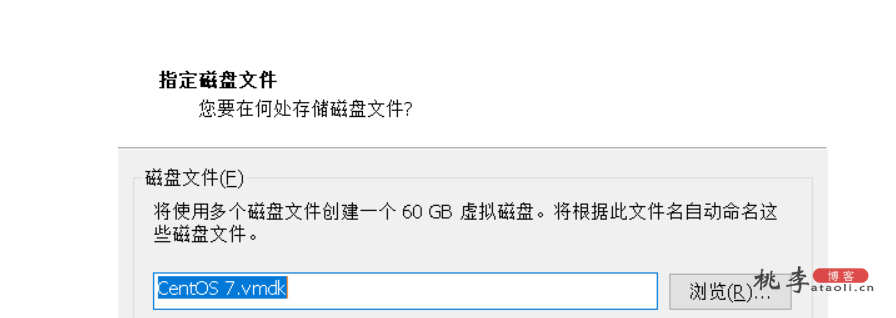 指定磁盘文件
您要在何处存储磁盘文件?
磁盘文件(F)
将使用多个磁盘文件创建一个 60 GB 虚拟磁盘。将根据此文件名自动命名这
些磁盘文件。
CentOS 7.vmdk
浏览(R)...
桃李 博客
ataoli.cn